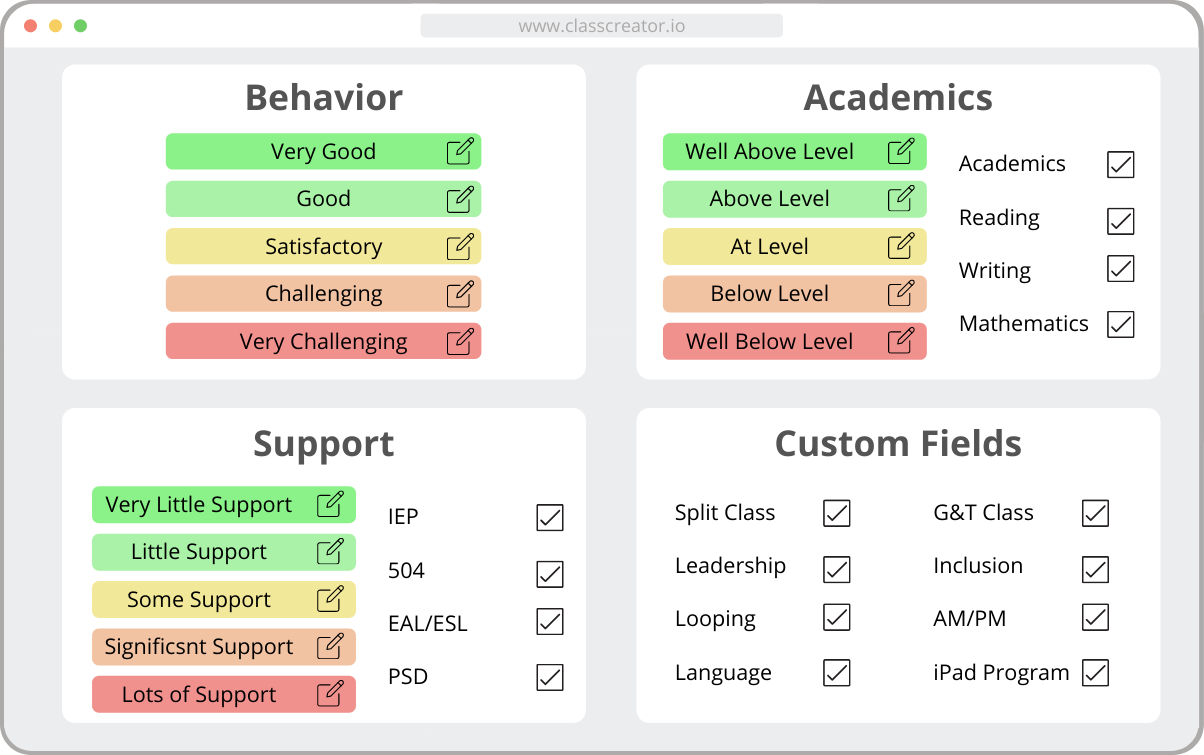 www.classcreator.io
Behavior
Very Good
Good
Satisfactory
Challenging
Very Challenging
Academics
Well Above Level
Above Level
At Level
Below Level
Well Below Level
Academics
Reading
Writing
Mathematics
Support
Very Little Support
Little Support
Some Support
Significsnt Support
Lots of Support
IEP
504
EAL/ESL
PSD
Custom Fields
Split Class
Leadership
Looping
Language
G&T Class
Inclusion
AM/PM
iPad Program